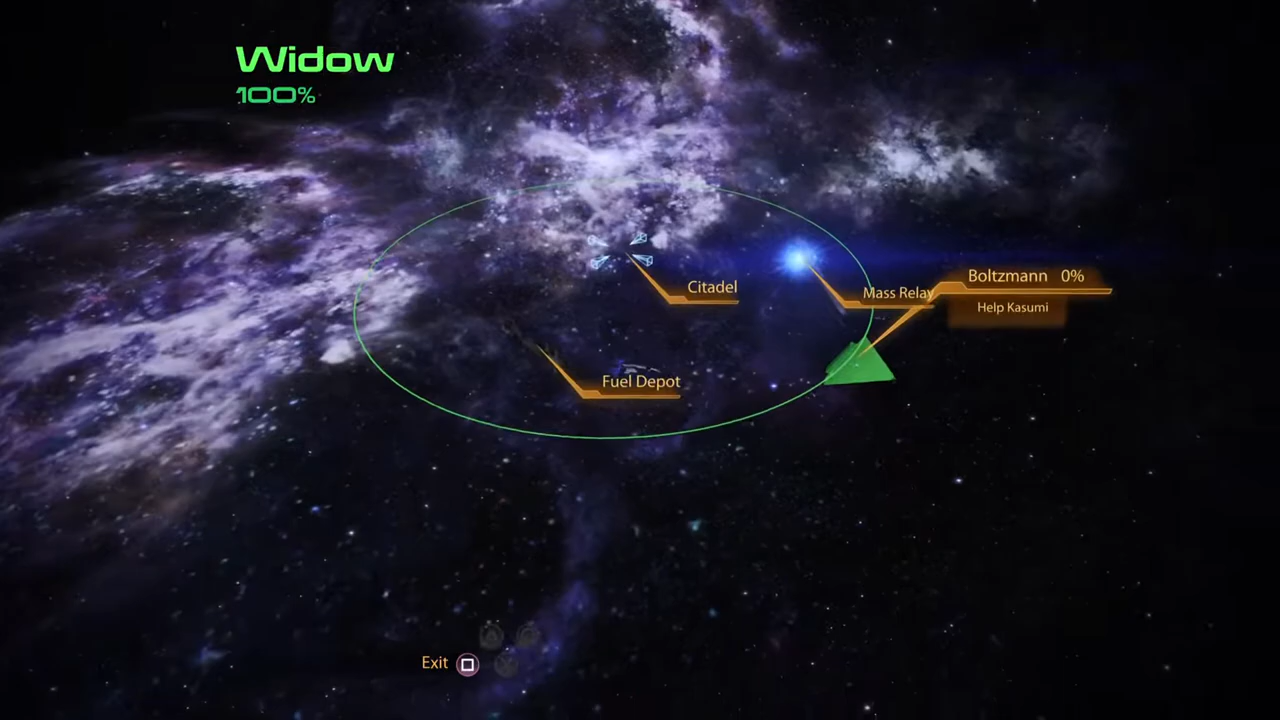 Widow
100%
Citadel
Mass Relay
Boltzmann 0%
Help Kasumi
Fuel Depot
Exit